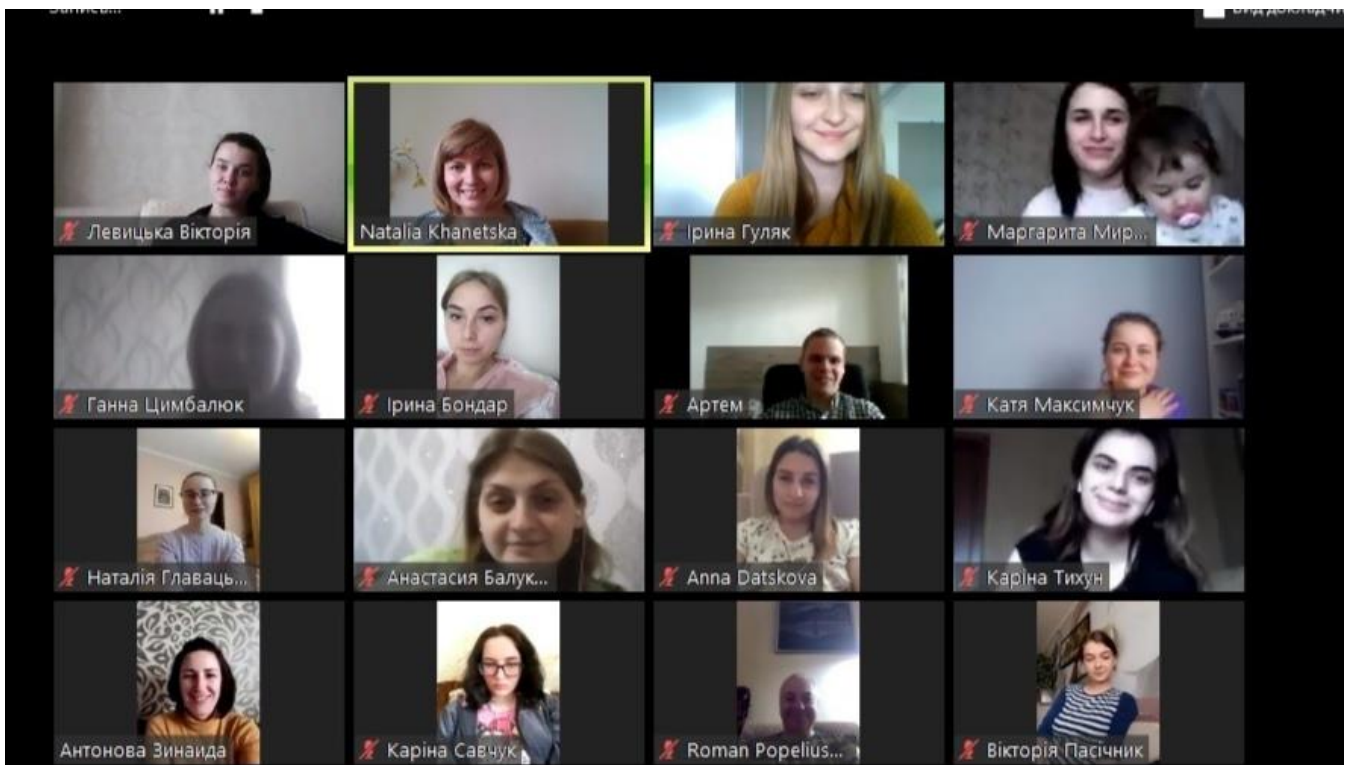 Левицька Вікторія
Natalia Khanetska
Ірина Гуляк
Маргарита Мир...
Ганна Цимбалюк
Ірина Бондар
Артем
Катя Максимчук
Наталія Главаць...
Анастасия Балук...
Anna Datskova
Каріна Тихун
Антонова Зинаида
Каріна Савчук
Roman Popelius...
Вікторія Пасічник